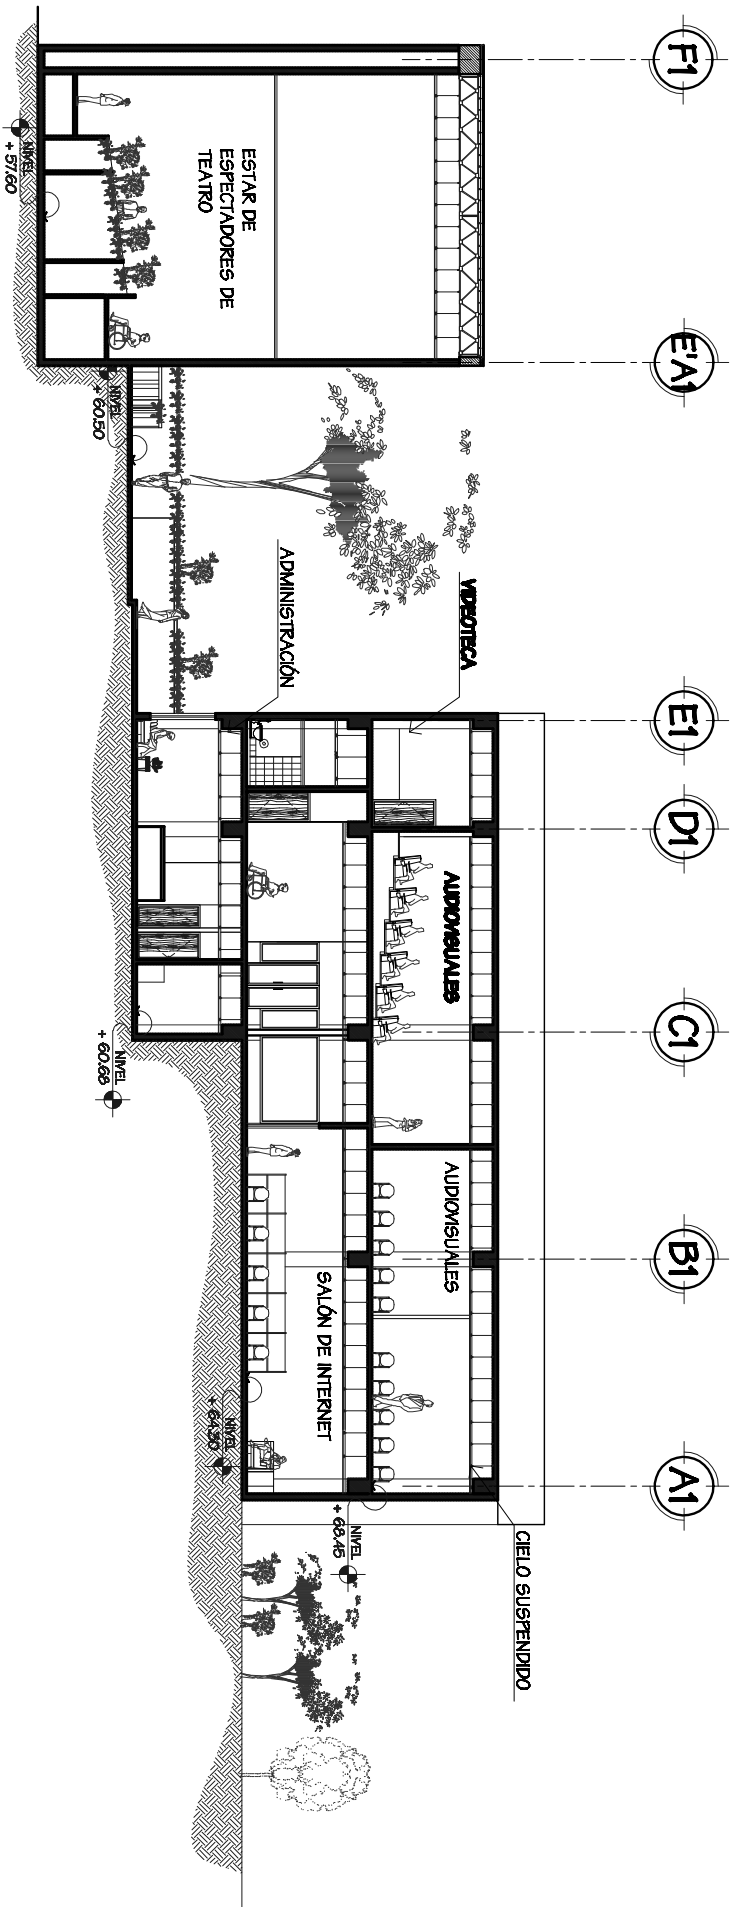 F1
E'A1
E1
D1
C1
B1
A1
ESTAR DE
ESPECTADORES DE
TEATRO
NIVEL
+ 57.60
NIVEL
+ 60.50
ADMINISTRACIÓN
VIDEOTECA
AUDIOVISUALES
AUDIOVISUALES
SALÓN DE INTERNET
CIELO SUSPENDIDO
NIVEL
+ 60.68
NIVEL
+ 64.30
NIVEL
+ 68.45